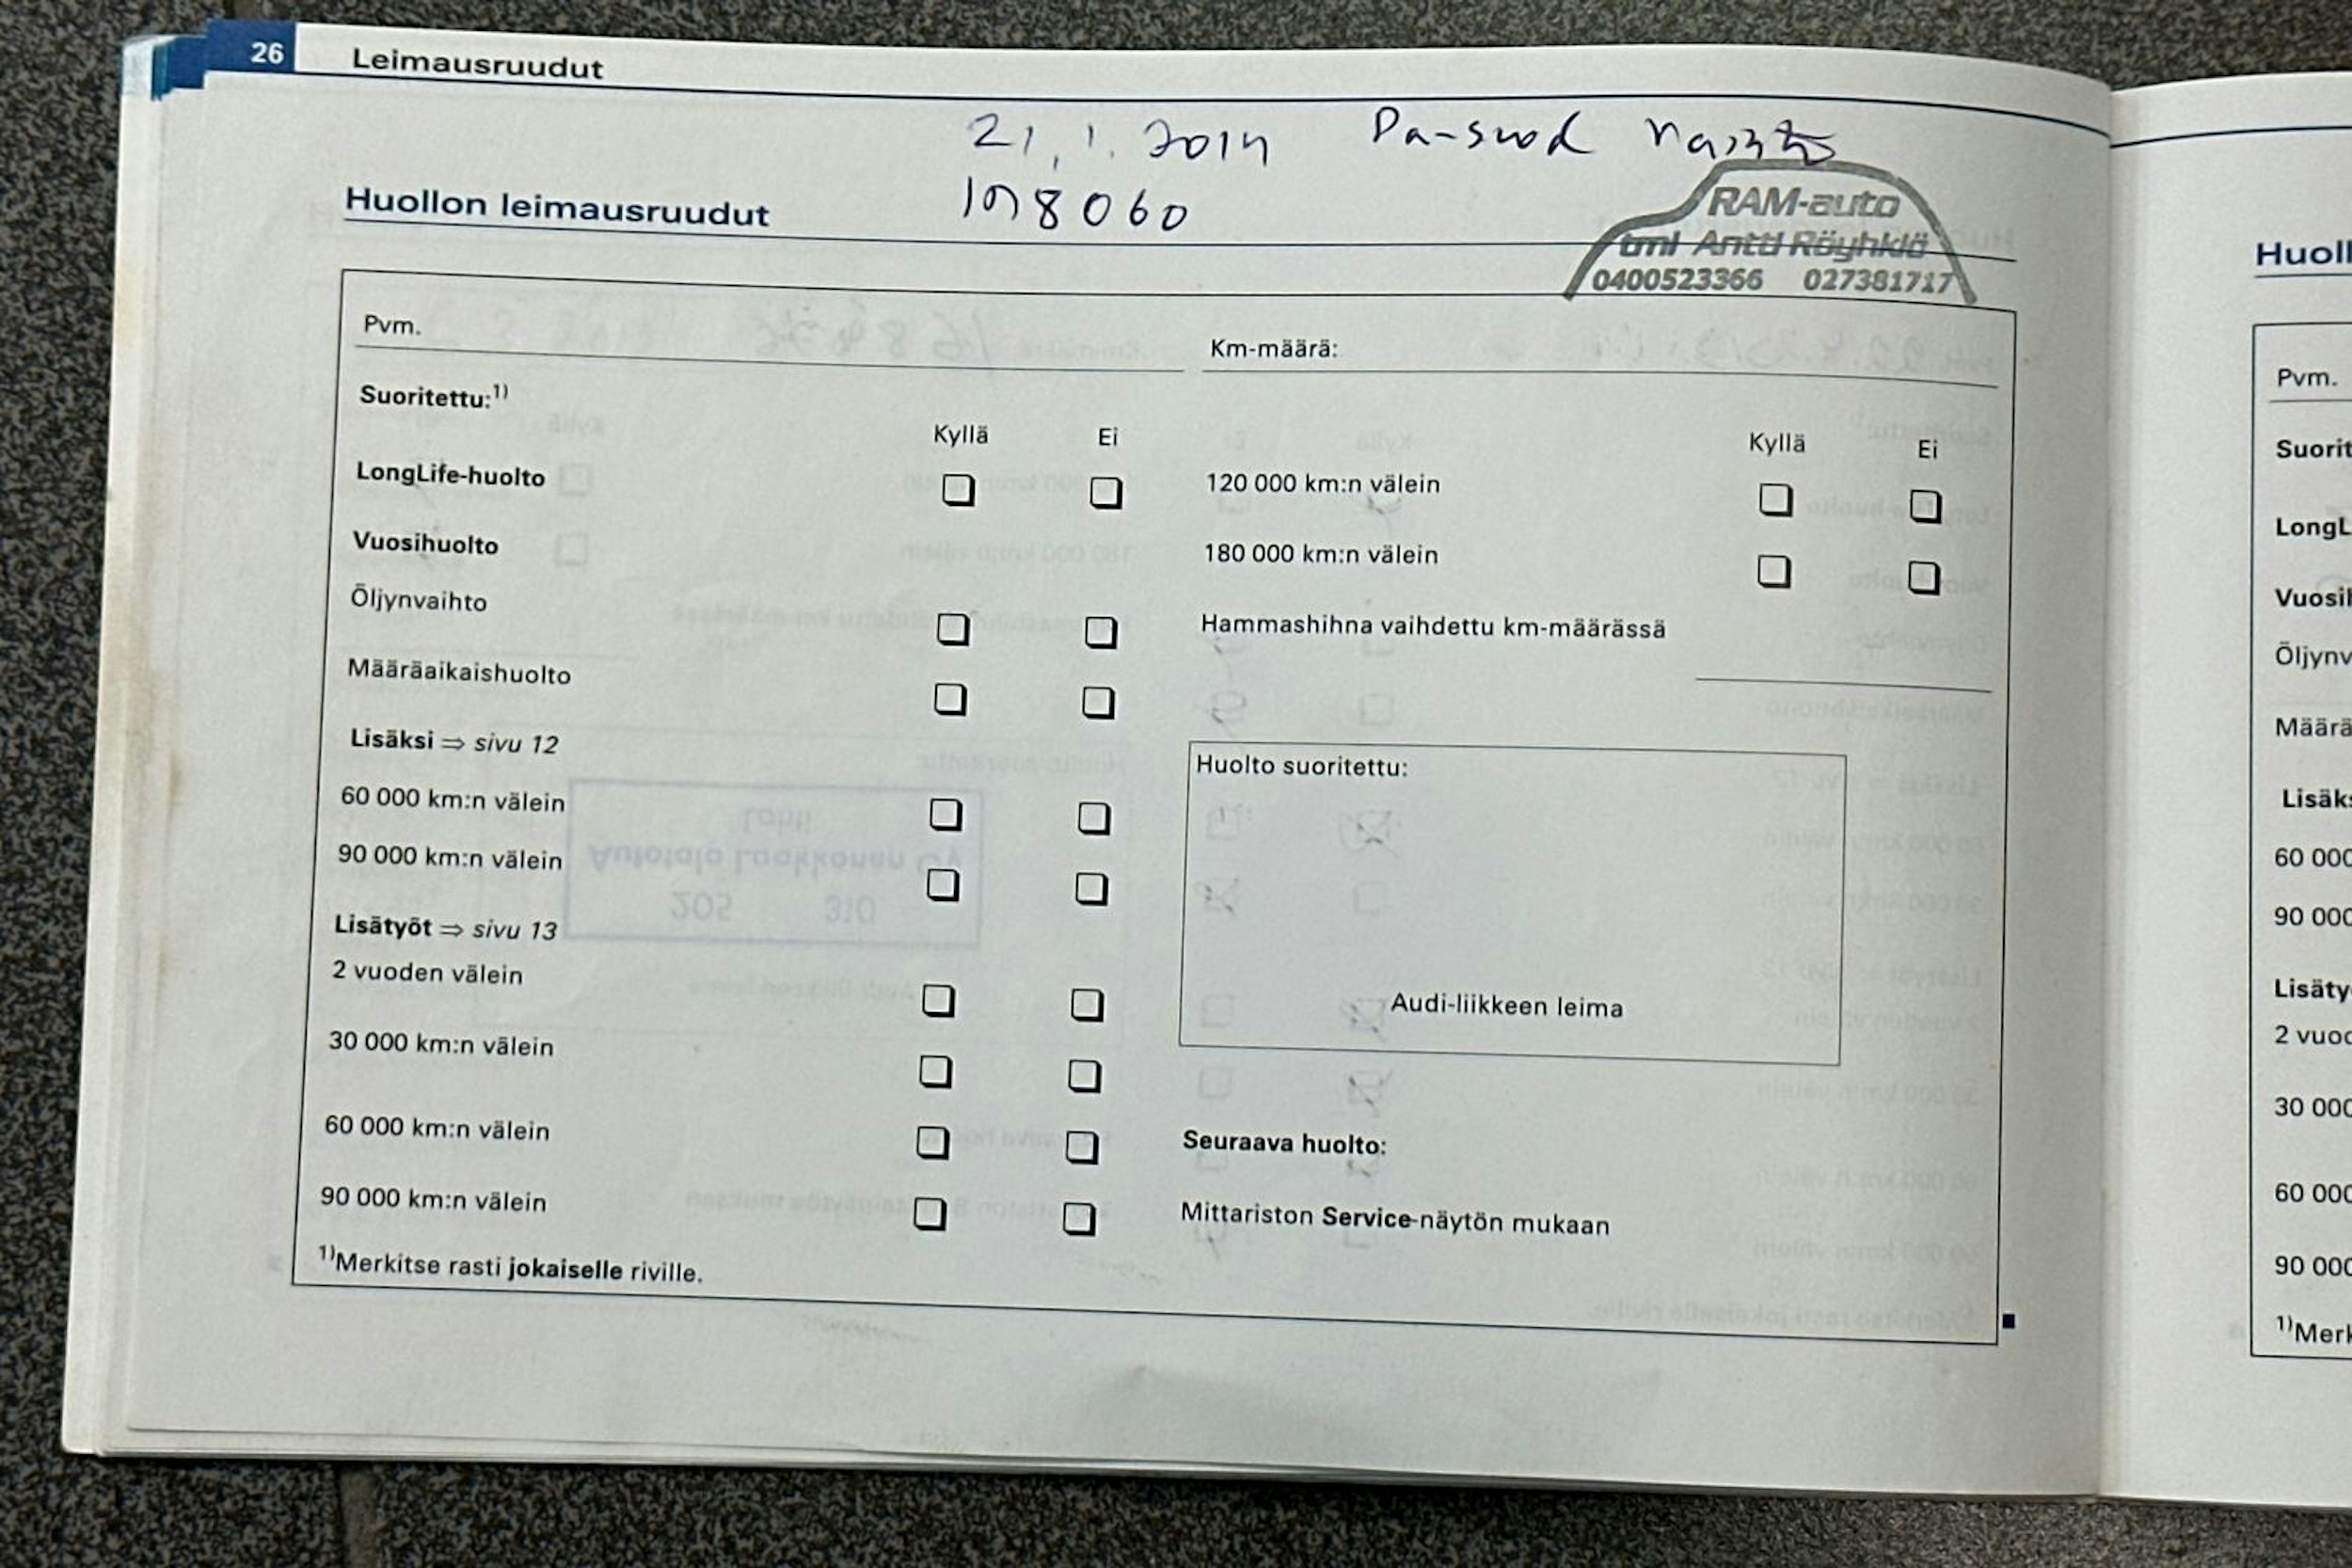 26 Leimausruudut
21.1.2014 Pa-suod vaihto
198060
Huollon leimausruudut
RAM-auto
tmi Antti Röyhkiö
0400523366 027381717
Pvm.
Km-määrä:
Suoritettu:1)
Kyllä Ei
Kyllä Ei
LongLife-huolto
120 000 km:n välein
Vuosihuolto
180 000 km:n välein
Öljynvaihto
Hammashihna vaihdettu km-määrässä
Määräaikaishuolto
Lisäksi ⇒ sivu 12
Huolto suoritettu:
60 000 km:n välein
90 000 km:n välein
Lisätyöt ⇒ sivu 13
2 vuoden välein
Audi-liikkeen leima
30 000 km:n välein
60 000 km:n välein
Seuraava huolto:
90 000 km:n välein
Mittariston Service-näytön mukaan
1)Merkitse rasti jokaiselle riville.
Huoll
Pvm.
Suorit
LongL
Vuosih
Öljynv
Määrä
Lisäks
60 000
90 000
Lisäty
2 vuod
30 000
60 000
90 000
1)Merk